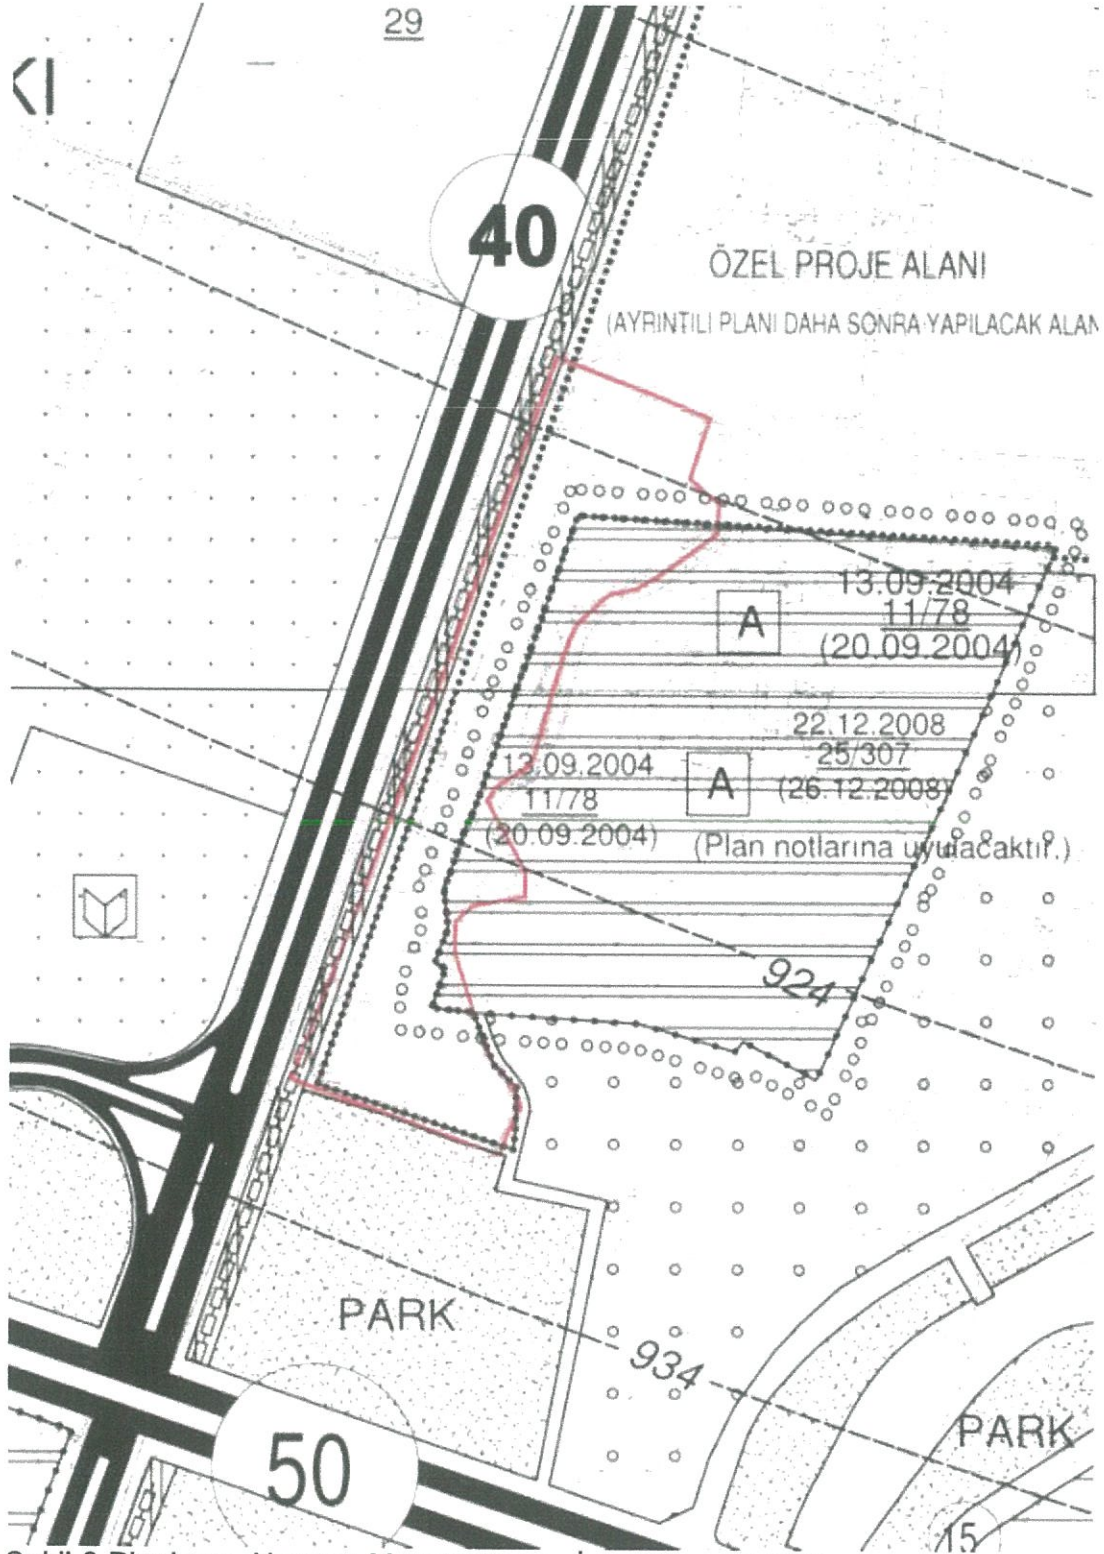 29
KI
40
ÖZEL PROJE ALANI
(AYRINTILI PLANI DAHA SONRA YAPILACAK ALAN
13.09.2004
A
11/78
(20.09.2004)
22.12.2008
13.09.2004
A
25/307
11/78
(26.12.2008)
(20.09.2004)
(Plan notlarına uyulacaktır.)
924
PARK
934
PARK
50
15